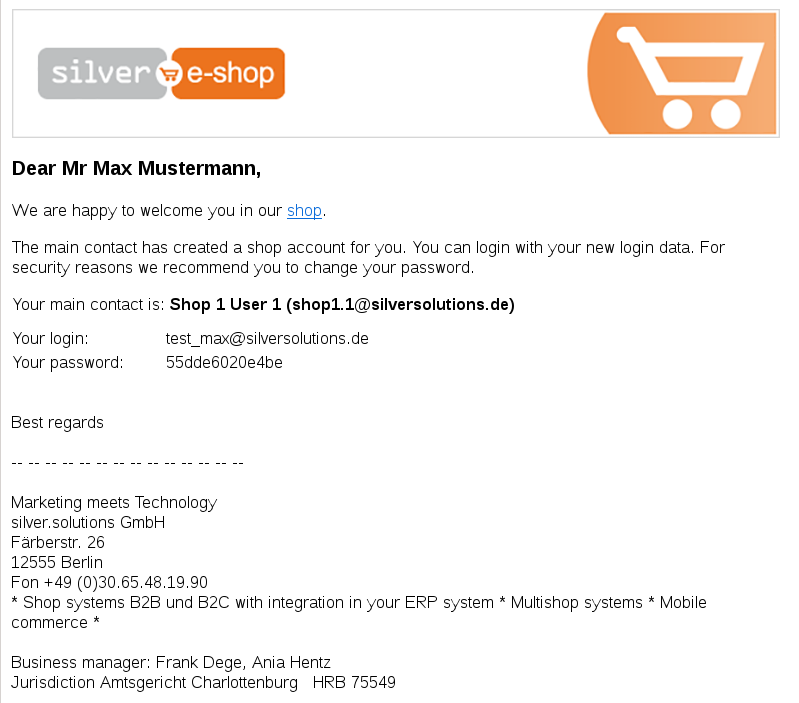 silver e-shop
Dear Mr Max Mustermann,
We are happy to welcome you in our shop.
The main contact has created a shop account for you. You can login with your new login data. For
security reasons we recommend you to change your password.
Your main contact is: Shop 1 User 1 (shop1.1@silversolutions.de)
Your login: test_max@silversolutions.de
Your password: 55dde6020e4be
Best regards
-- -- -- -- -- -- -- -- -- -- -- -- -- --
Marketing meets Technology
silver.solutions GmbH
Färberstr. 26
12555 Berlin
Fon +49 (0)30.65.48.19.90
* Shop systems B2B und B2C with integration in your ERP system * Multishop systems * Mobile
commerce *
Business manager: Frank Dege, Ania Hentz
Jurisdiction Amtsgericht Charlottenburg   HRB 75549